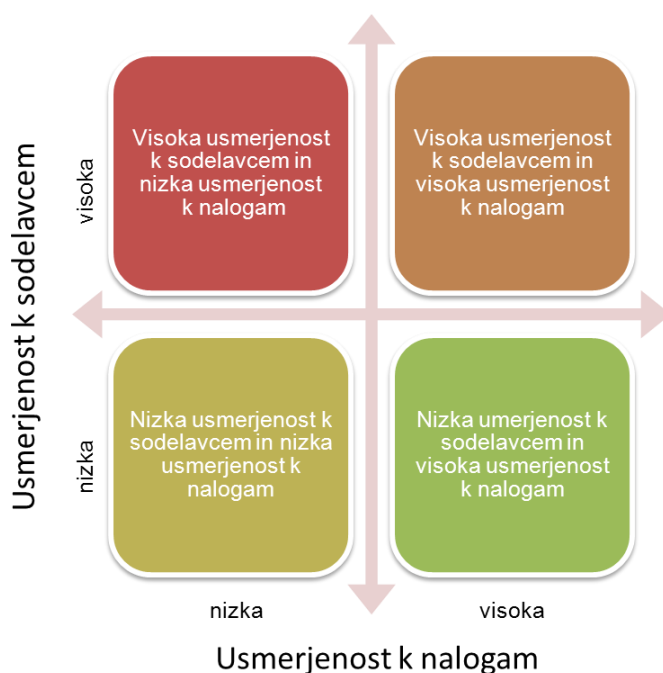 Usmerjenost k sodelavcem
visoka
Visoka usmerjenost
k sodelavcem in
nizka usmerjenost
k nalogam
Visoka usmerjenost
k sodelavcem in
visoka usmerjenost
k nalogam
nizka
Nizka usmerjenost k
sodelavcem in nizka
usmerjenost k
nalogam
Nizka umerjenost k
sodelavcem in
visoka usmerjenost
k nalogam
nizka
visoka
Usmerjenost k nalogam